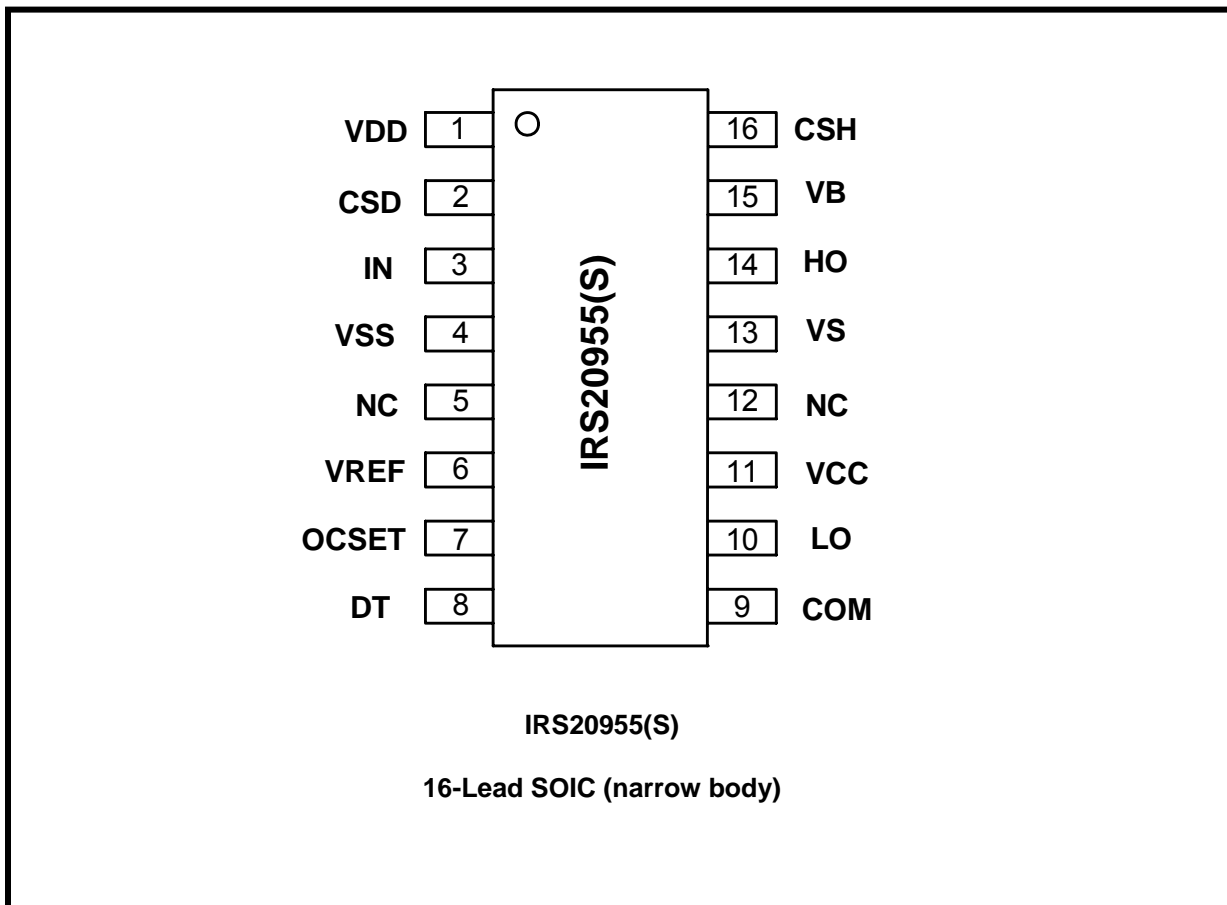 VDD 1 16 CSH
CSD 2 15 VB
IN 3 14 HO
VSS 4 13 VS
NC 5 12 NC
VREF 6 11 VCC
OCSET 7 10 LO
DT 8 9 COM
IRS20955(S)
IRS20955(S)
16-Lead SOIC (narrow body)